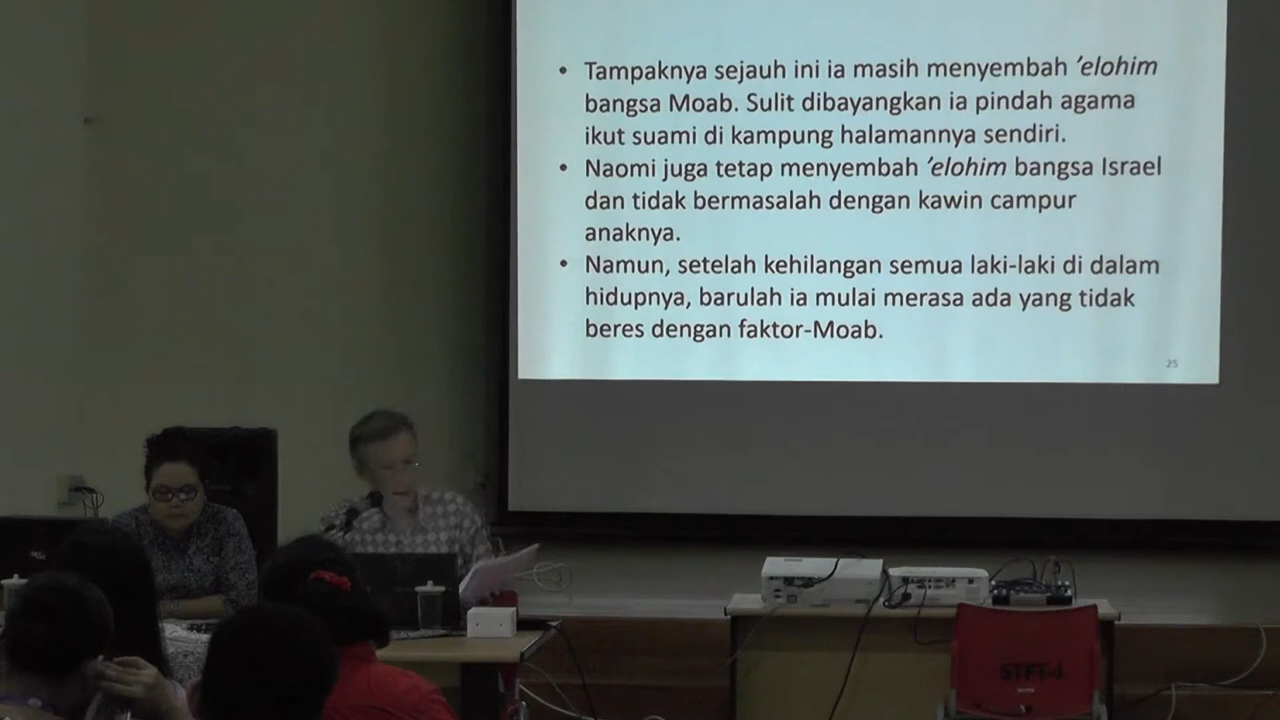 • Tampaknya sejauh ini ia masih menyembah ’elohim
bangsa Moab. Sulit dibayangkan ia pindah agama
ikut suami di kampung halamannya sendiri.
• Naomi juga tetap menyembah ’elohim bangsa Israel
dan tidak bermasalah dengan kawin campur
anaknya.
• Namun, setelah kehilangan semua laki-laki di dalam
hidupnya, barulah ia mulai merasa ada yang tidak
beres dengan faktor-Moab.
25